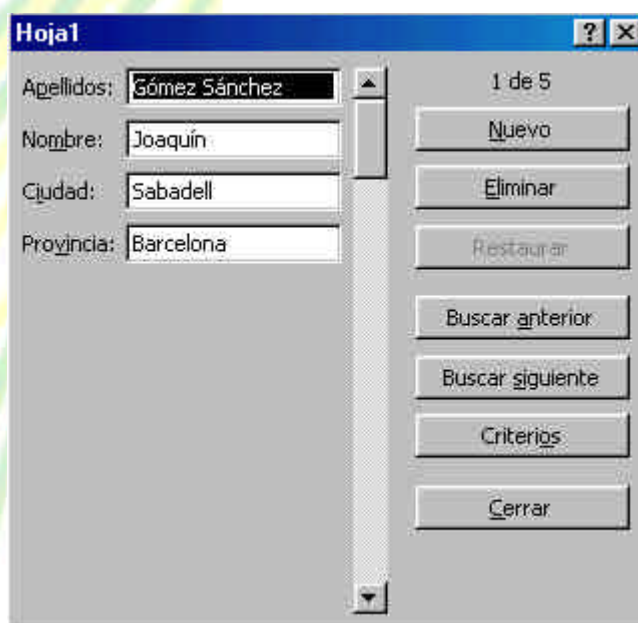 Hoja1
Apellidos: Gómez Sánchez
Nombre: Joaquín
Ciudad: Sabadell
Provincia: Barcelona
1 de 5
Nuevo
Eliminar
Restaurar
Buscar anterior
Buscar siguiente
Criterios
Cerrar